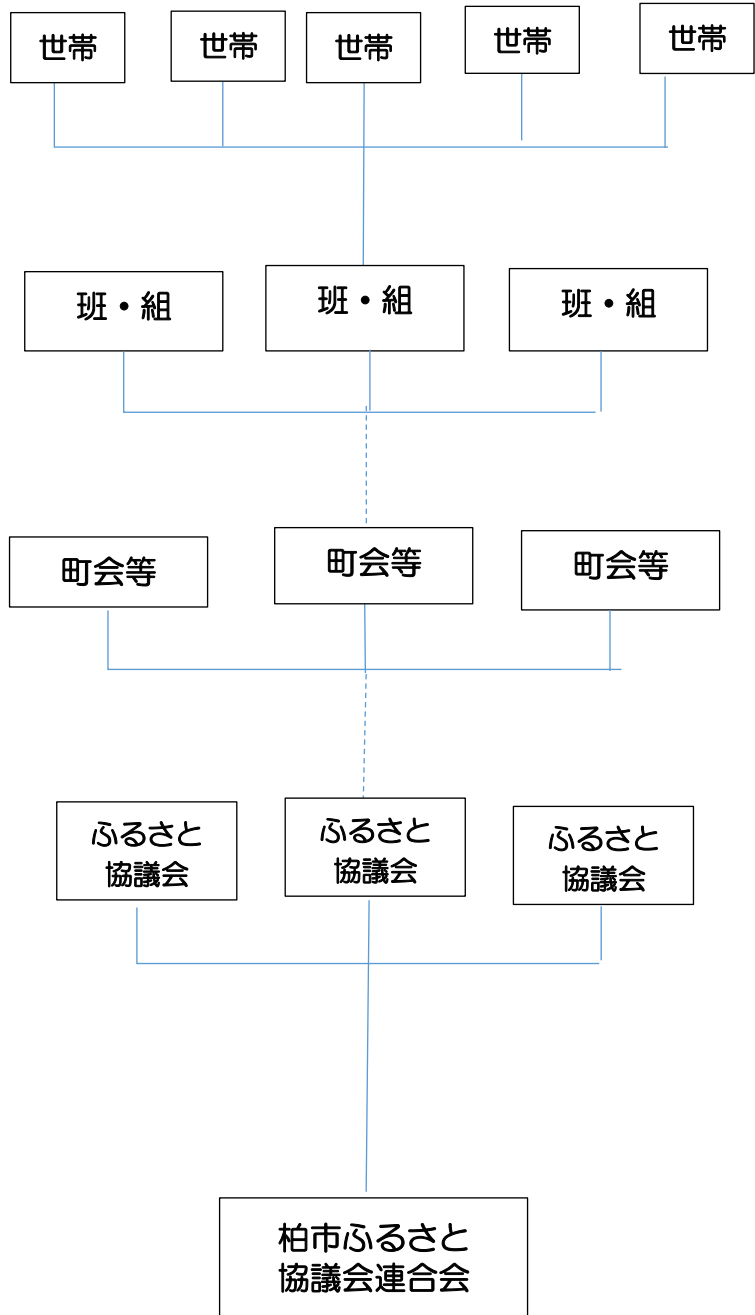 世帯
世帯
世帯
世帯
世帯
班・組
班・組
班・組
町会等
町会等
町会等
ふるさと
協議会
ふるさと
協議会
ふるさと
協議会
柏市ふるさと
協議会連合会